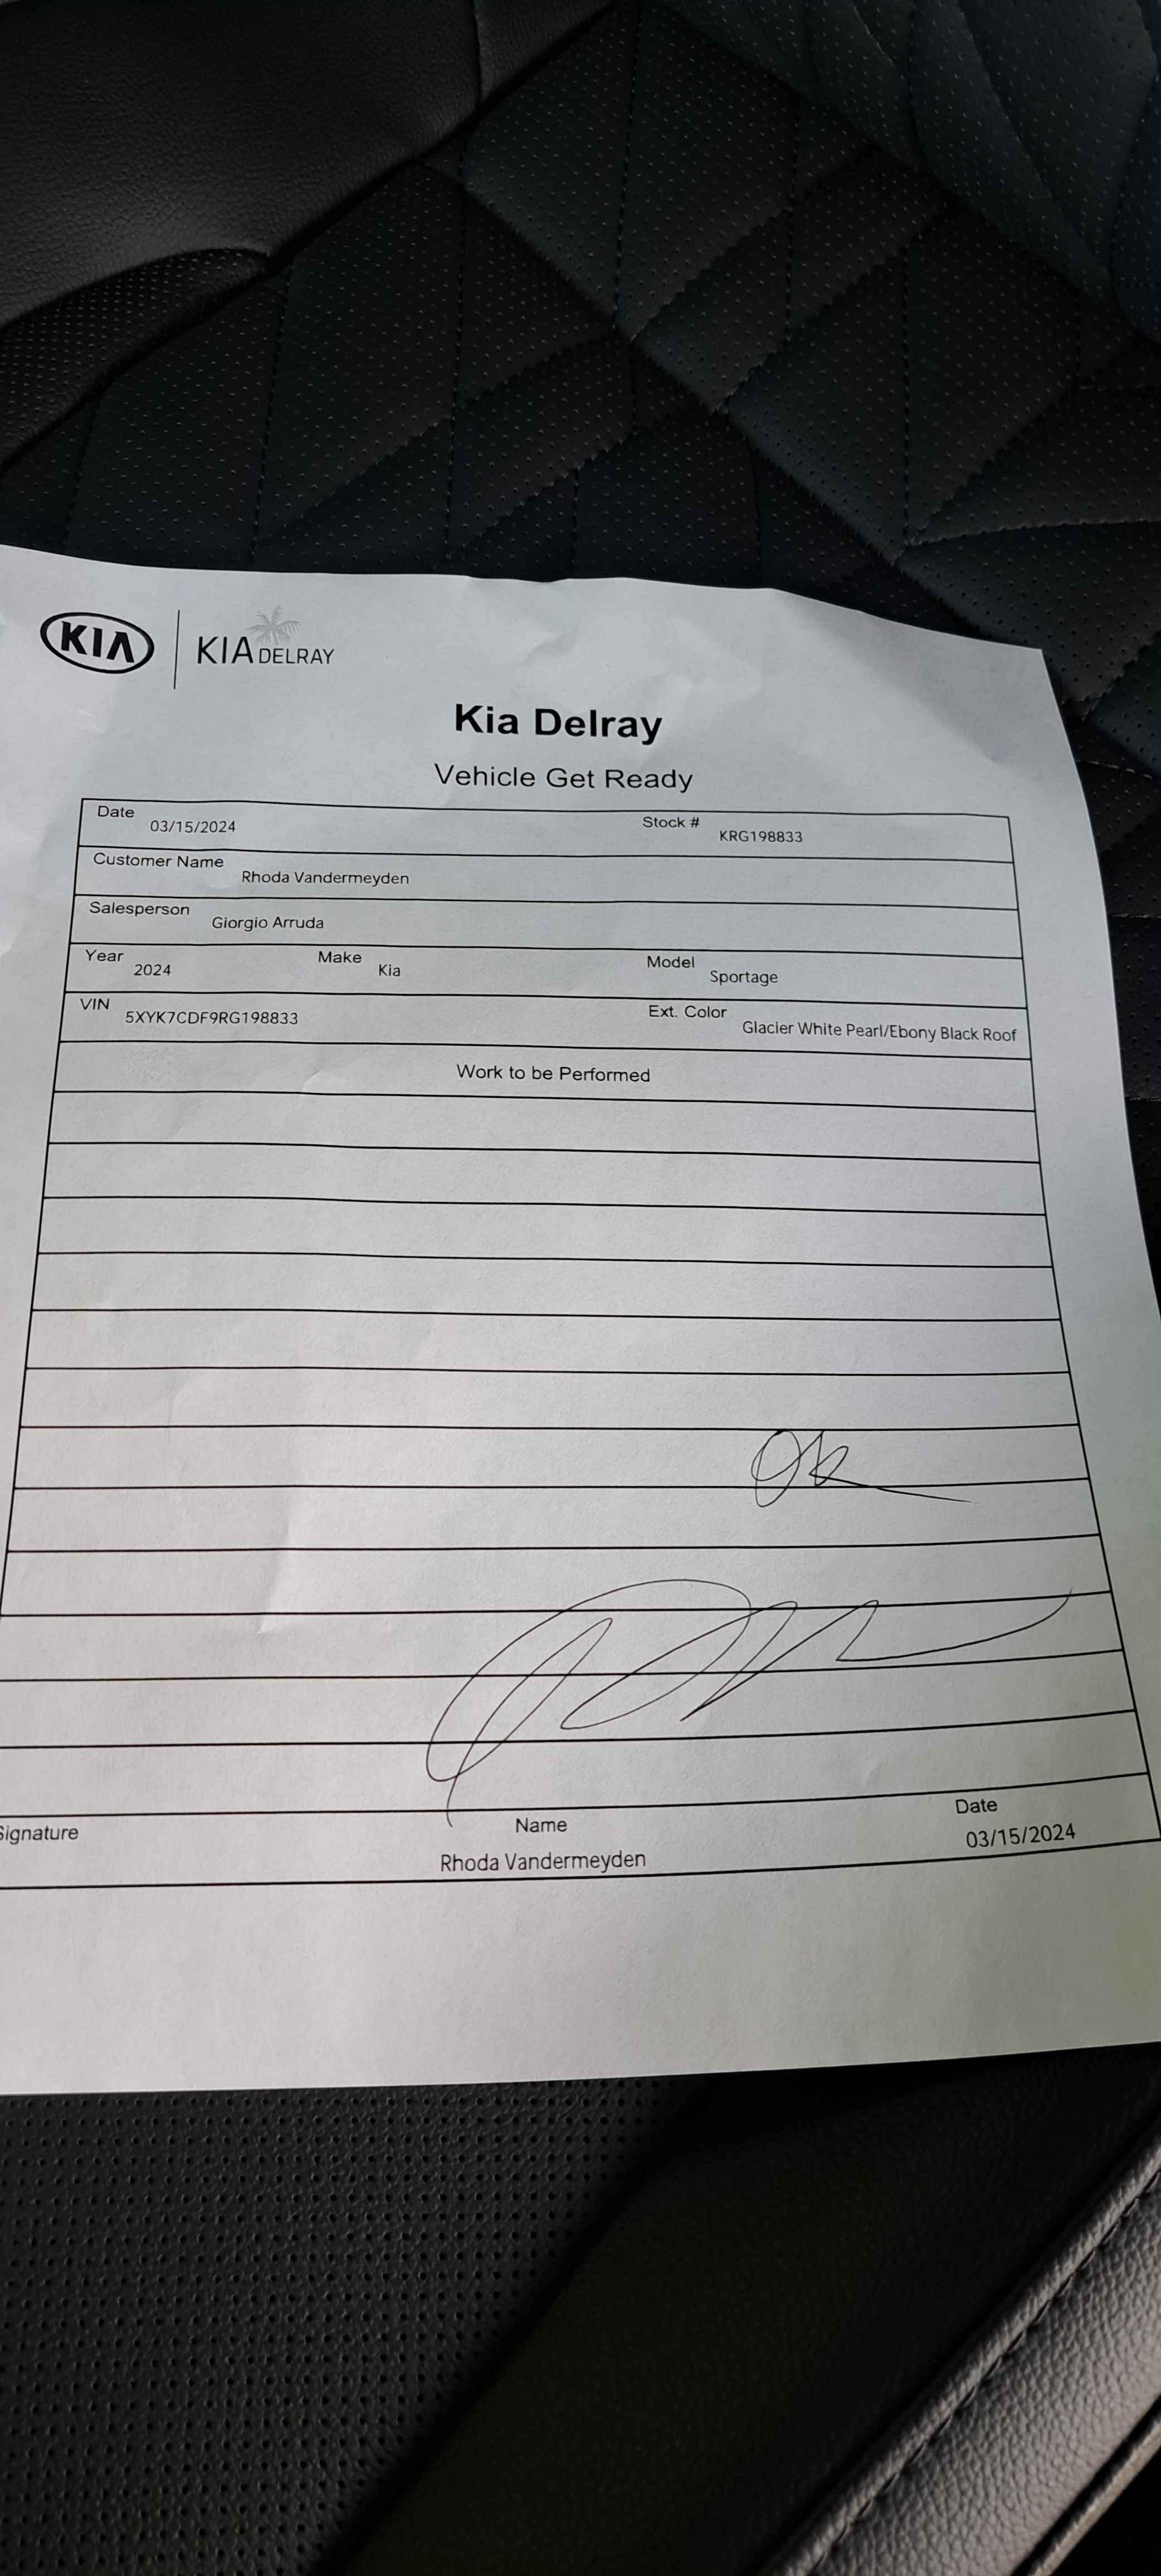 KIA KIA DELRAY
Kia Delray
Vehicle Get Ready
Date 03/15/2024 Stock # KRG198833
Customer Name Rhoda Vandermeyden
Salesperson Giorgio Arruda
Year 2024 Make Kia Model Sportage
VIN 5XYK7CDF9RG198833 Ext. Color Glacier White Pearl/Ebony Black Roof
Work to be Performed
Ok
Signature Name Date
Rhoda Vandermeyden 03/15/2024